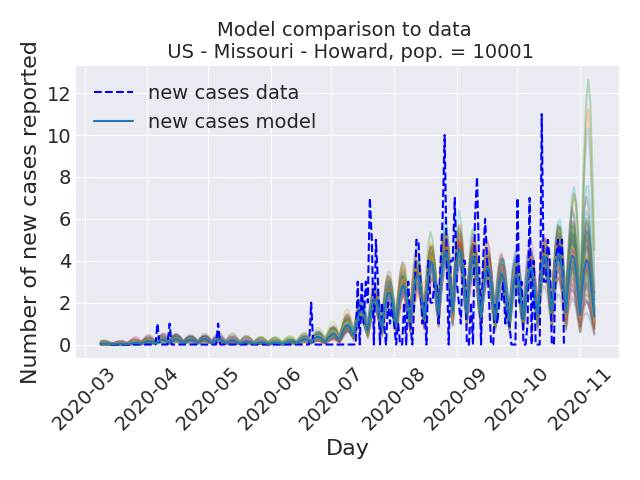 Model comparison to data
US - Missouri - Howard, pop. = 10001
Number of new cases reported
12
10
8
6
4
2
0
new cases data
new cases model
2020-03
2020-04
2020-05
2020-06
2020-07
2020-08
2020-09
2020-10
2020-11
Day